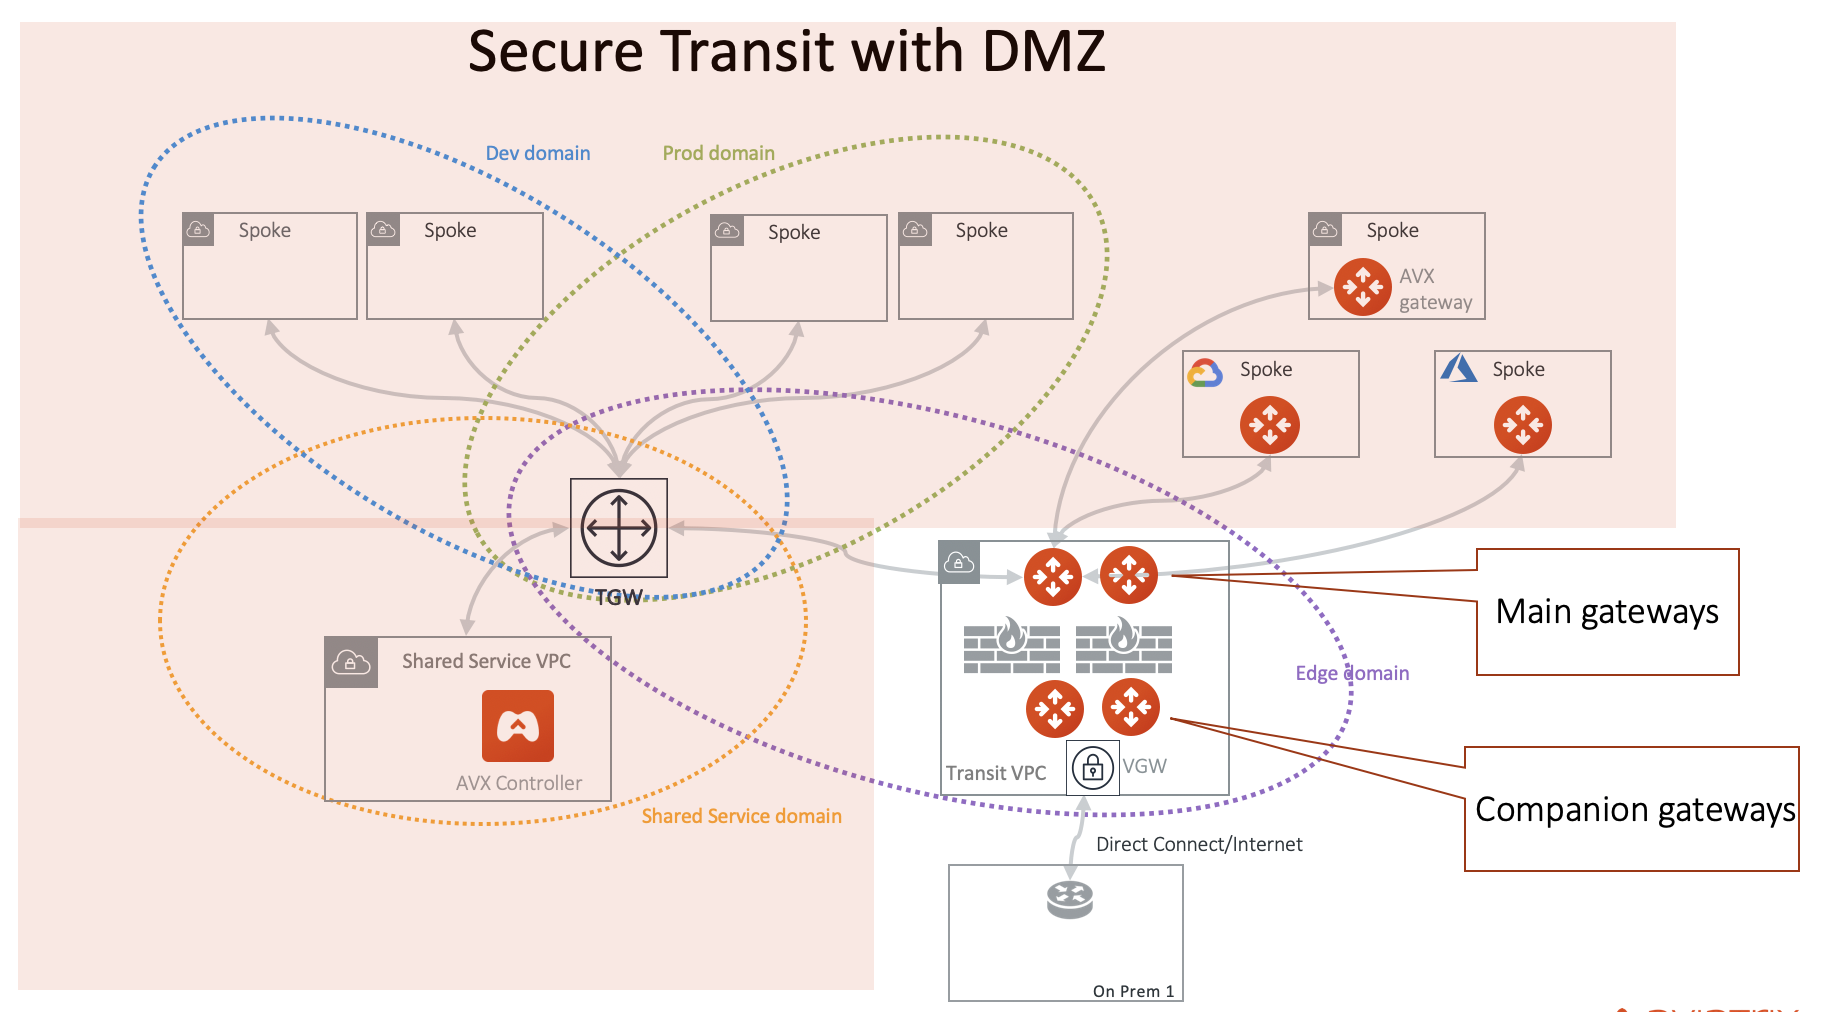 Secure Transit with DMZ
Dev domain
Prod domain
Spoke
Spoke
Spoke
Spoke
Spoke
AVX
gateway
Spoke
Spoke
TGW
Main gateways
Shared Service VPC
Edge domain
AVX Controller
Transit VPC
VGW
Companion gateways
Shared Service domain
Direct Connect/Internet
On Prem 1